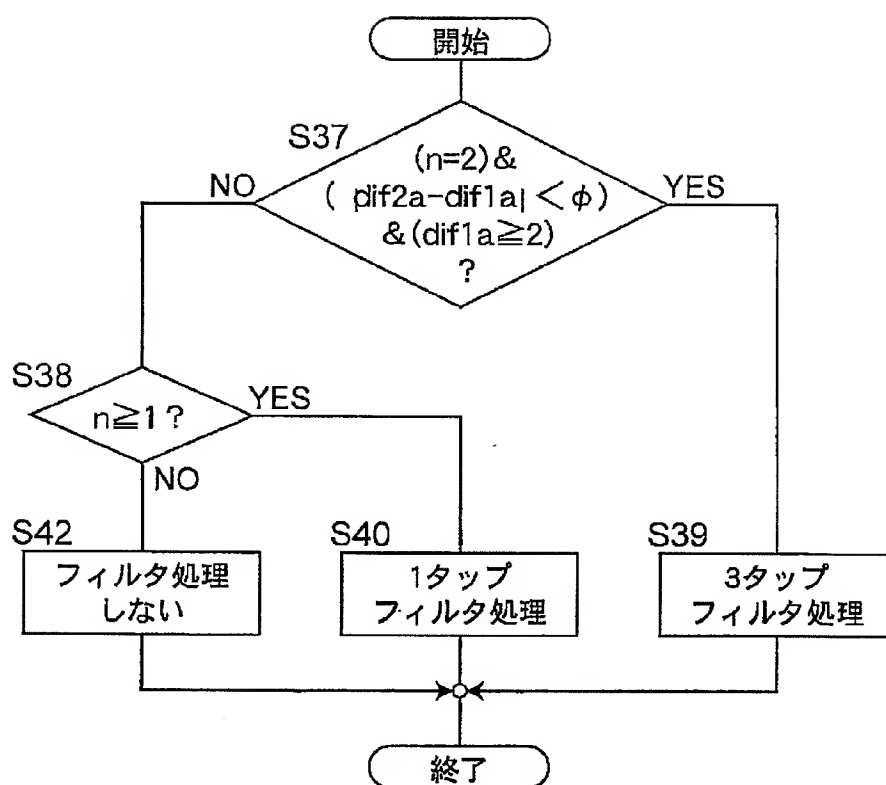 開始
S37
(n=2)&
( |dif2a-dif1a| <φ)
&(dif1a≧2)
?
NO
YES
S38
n≧1?
YES
NO
S42
フィルタ処理
しない
S40
1タップ
フィルタ処理
S39
3タップ
フィルタ処理
終了